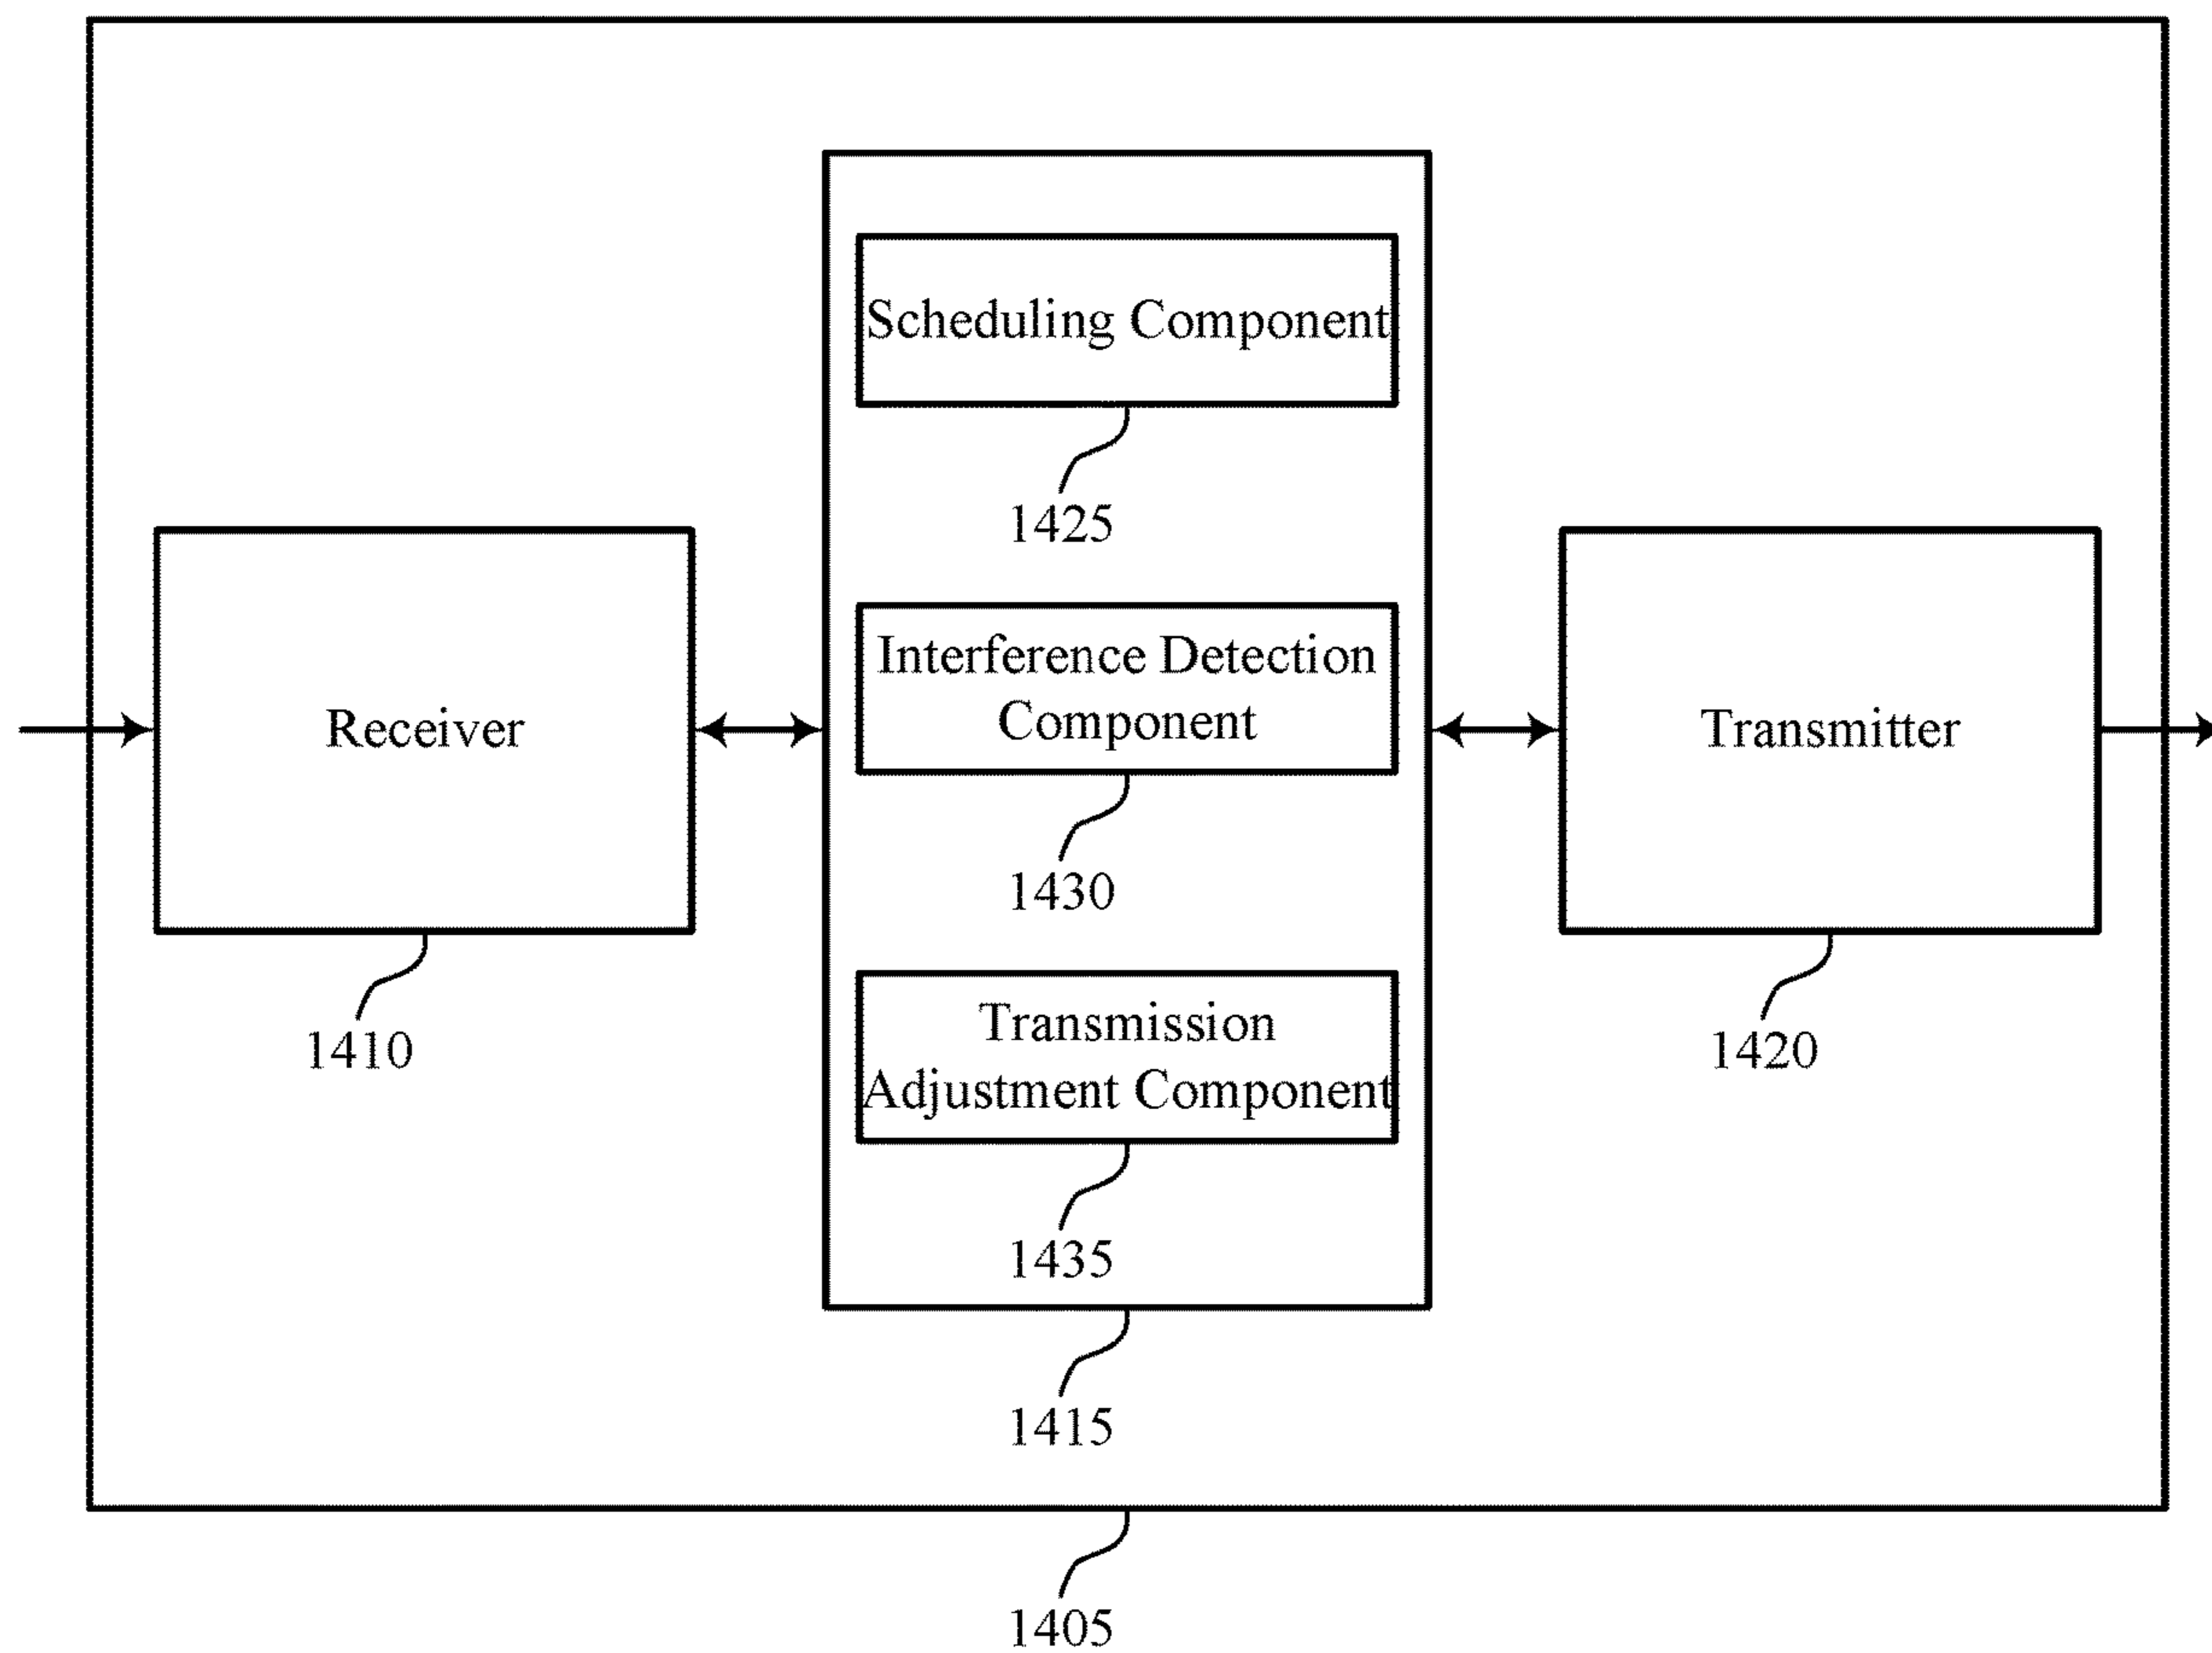 Scheduling Component
1425
Interference Detection
Component
1430
Transmission
Adjustment Component
1435
1415
Receiver
1410
Transmitter
1420
1405